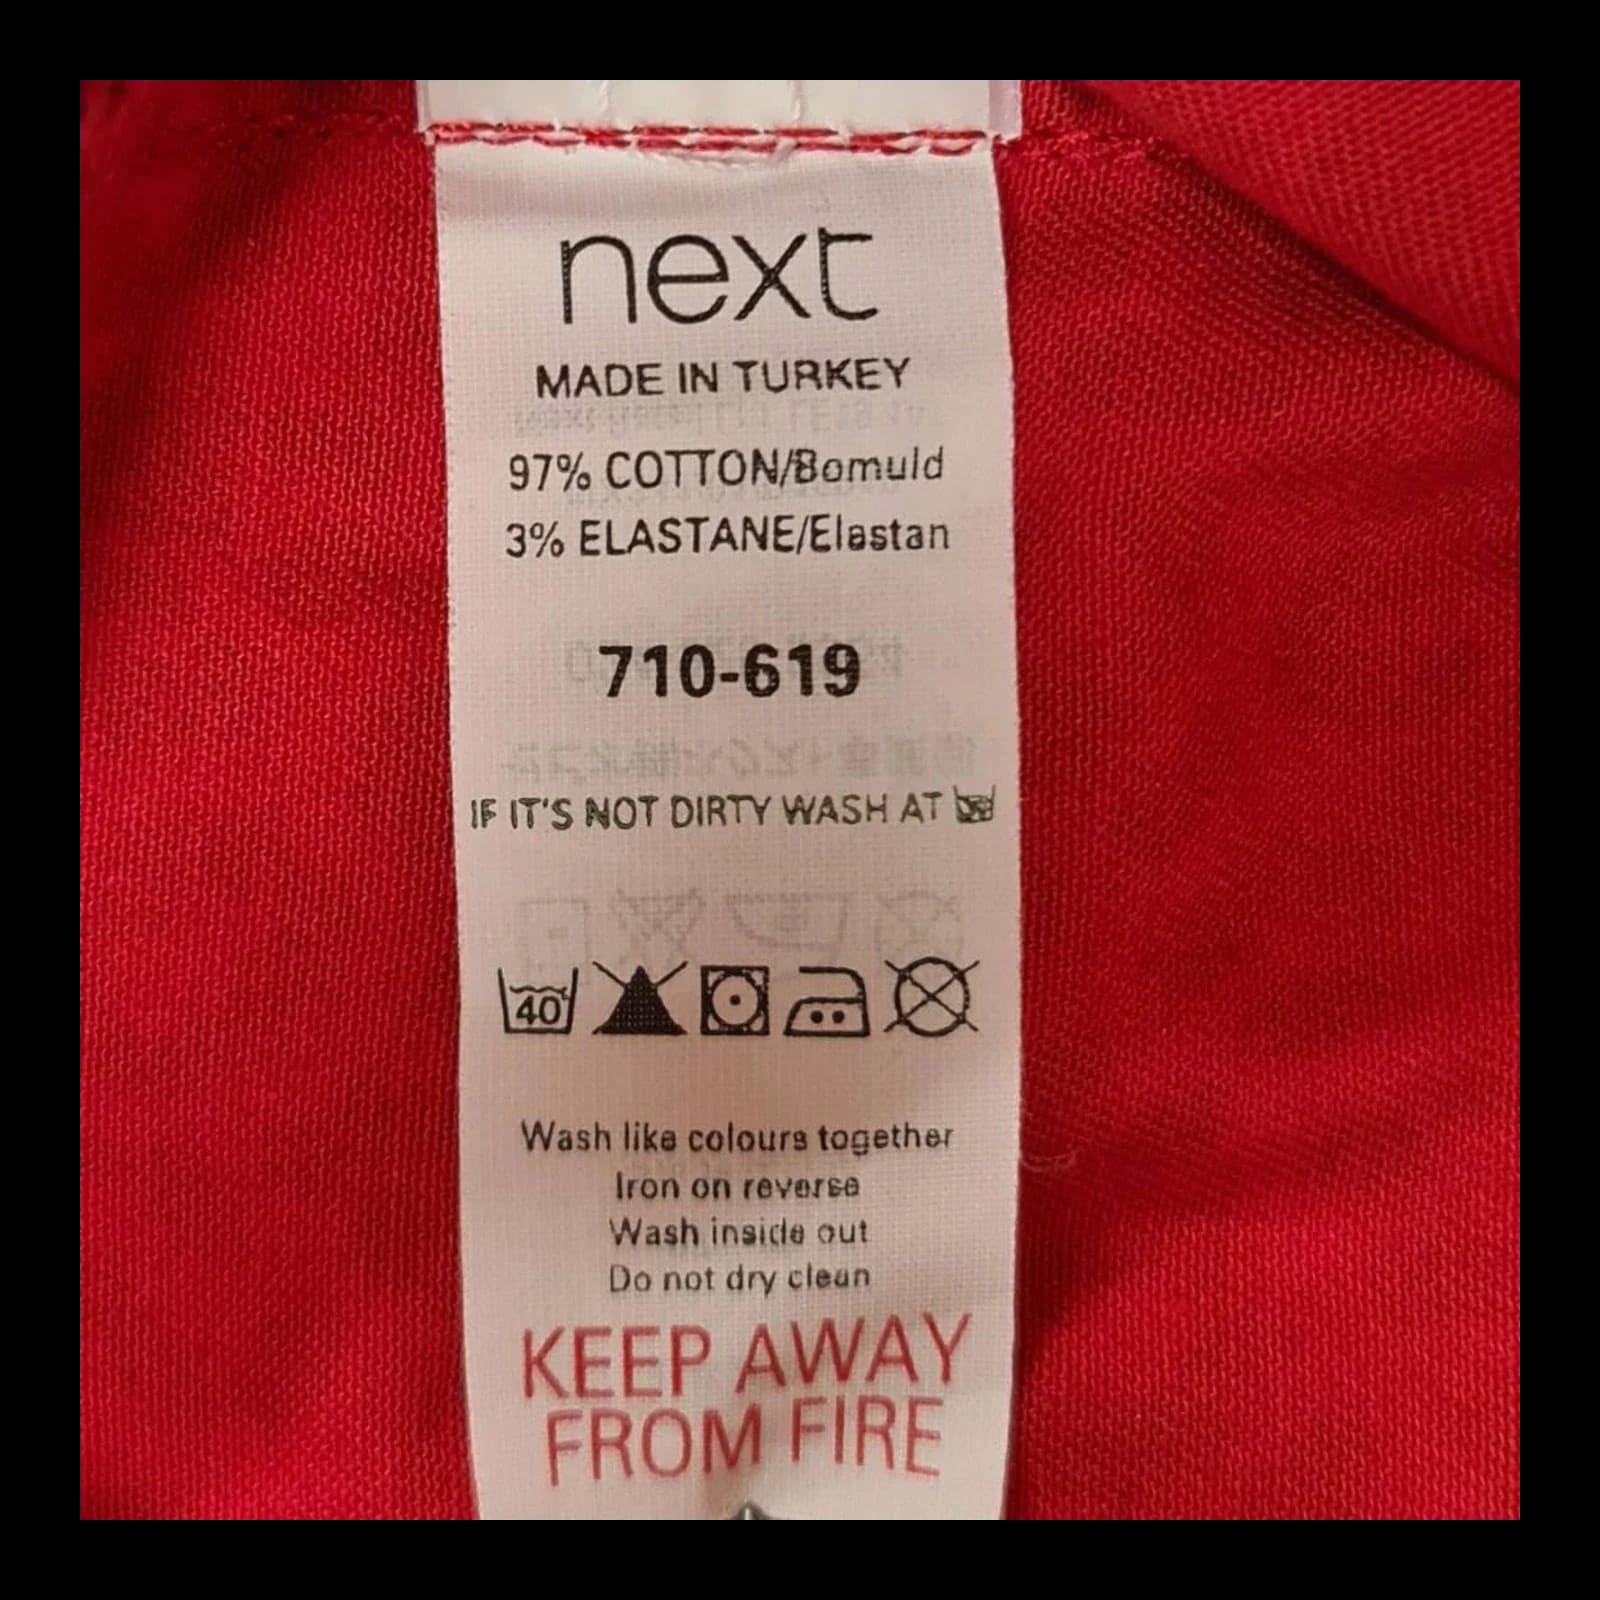 next
MADE IN TURKEY
97% COTTON/Bomuld
3% ELASTANE/Elastan
710-619
IF IT'S NOT DIRTY WASH AT
40
Wash like colours together
Iron on reverse
Wash inside out
Do not dry clean
KEEP AWAY
FROM FIRE